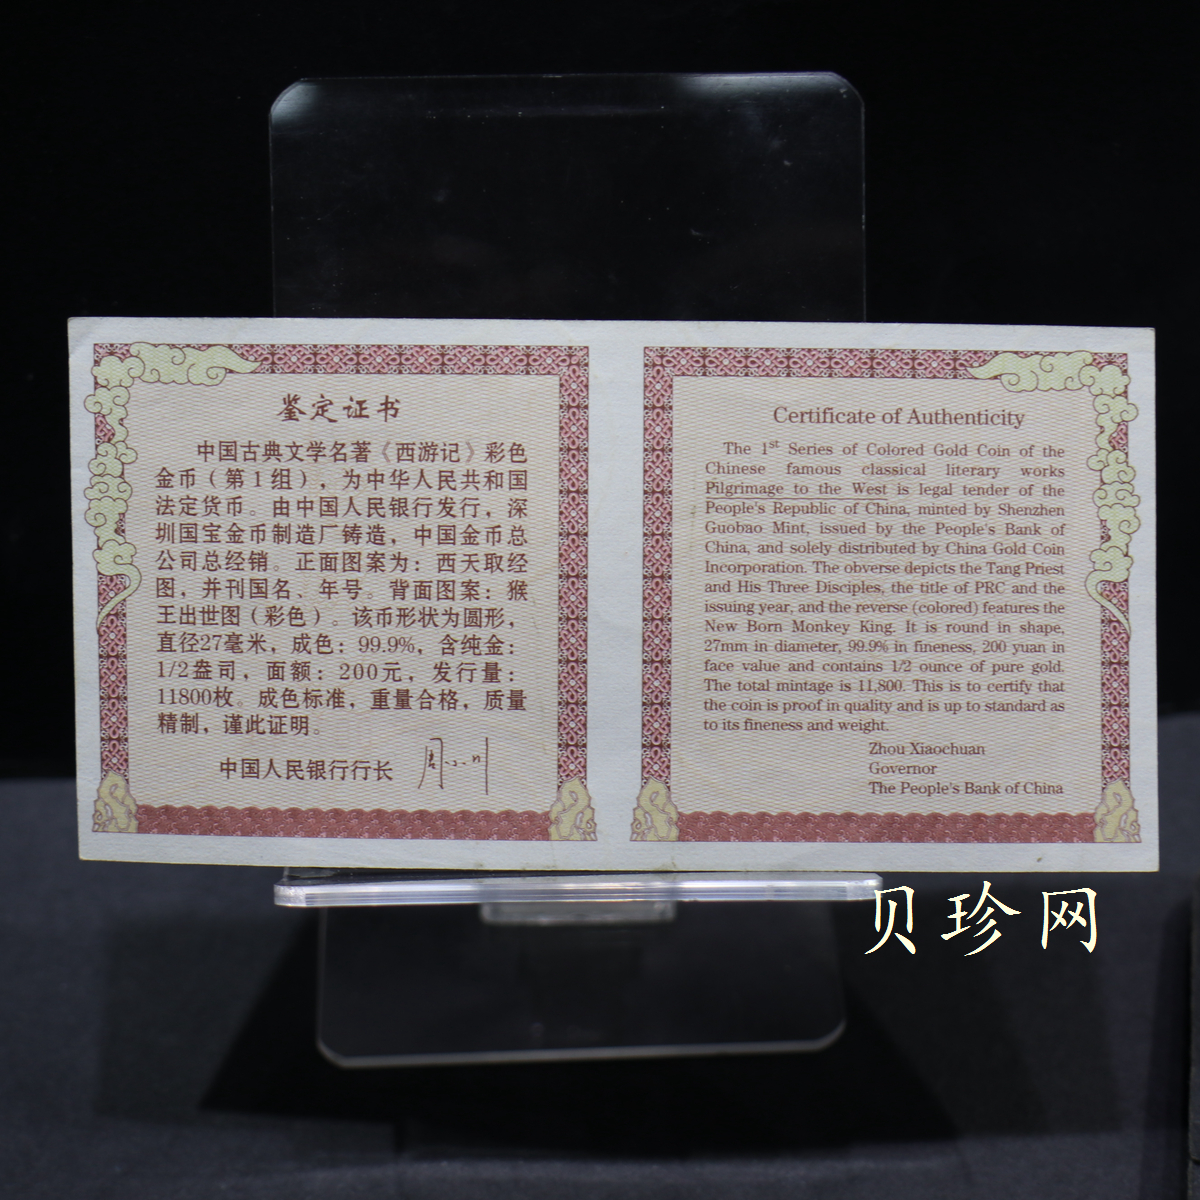 鉴定证书
中国古典文学名著《西游记》彩色
金币（第1组），为中华人民共和国
法定货币。由中国人民银行发行，深
圳国宝金币制造厂铸造，中国金币总
公司总经销。正面图案为：西天取经
图，并刊国名、年号。背面图案：猴
王出世图（彩色）。该币形状为圆形，
直径27毫米，成色：99.9%，含纯金：
1/2盎司，面额：200元，发行量：
11800枚。成色标准，重量合格，质量
精制，谨此证明。
中国人民银行行长 周小川
Certificate of Authenticity
The 1st Series of Colored Gold Coin of the
Chinese famous classical literary works
Pilgrimage to the West is legal tender of the
People's Republic of China, minted by Shenzhen
Guobao Mint, issued by the People's Bank of
China, and solely distributed by China Gold Coin
Incorporation. The obverse depicts the Tang Priest
and His Three Disciples, the title of PRC and the
issuing year, and the reverse (colored) features the
New Born Monkey King. It is round in shape,
27mm in diameter, 99.9% in fineness, 200 yuan in
face value and contains 1/2 ounce of pure gold.
The total mintage is 11,800. This is to certify that
the coin is proof in quality and is up to standard as
to its fineness and weight.
Zhou Xiaochuan
Governor
The People's Bank of China
贝珍网